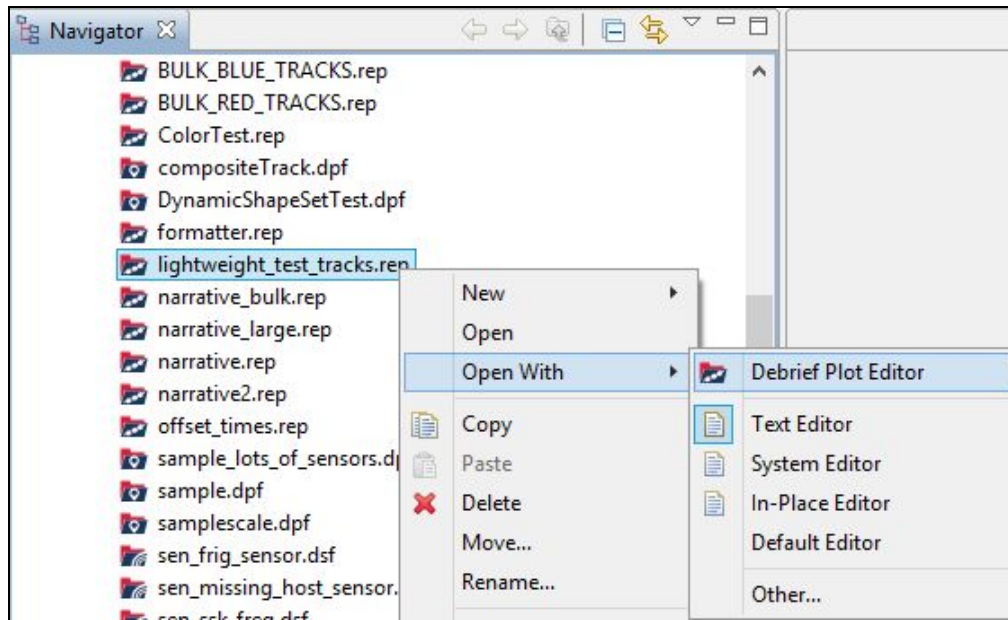 Navigator
BULK_BLUE_TRACKS.rep
BULK_RED_TRACKS.rep
ColorTest.rep
compositeTrack.dpf
DynamicShapeSetTest.dpf
formatter.rep
lightweight_test_tracks.rep
narrative_bulk.rep
narrative_large.rep
narrative.rep
narrative2.rep
offset_times.rep
sample_lots_of_sensors.d
sample.dpf
samplescale.dpf
sen_frig_sensor.dsf
sen_missing_host_sensor.
New
Open
Open With
Copy
Paste
Delete
Move...
Rename...
Debrief Plot Editor
Text Editor
System Editor
In-Place Editor
Default Editor
Other...